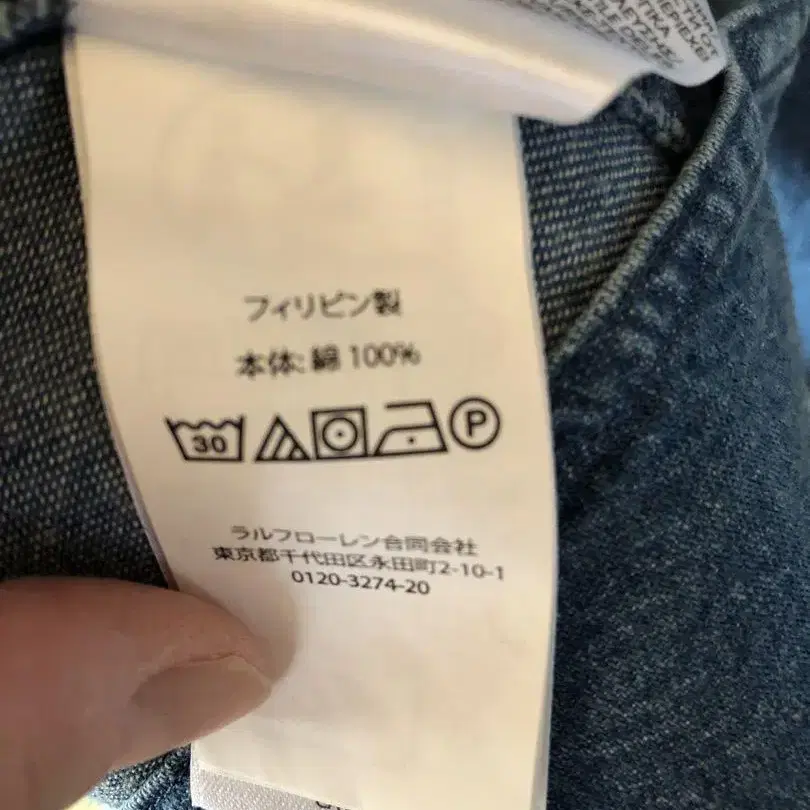 フィリピン製
本体: 綿 100%
30
P
ラルフローレン合同会社
東京都千代田区永田町2-10-1
0120-3274-20